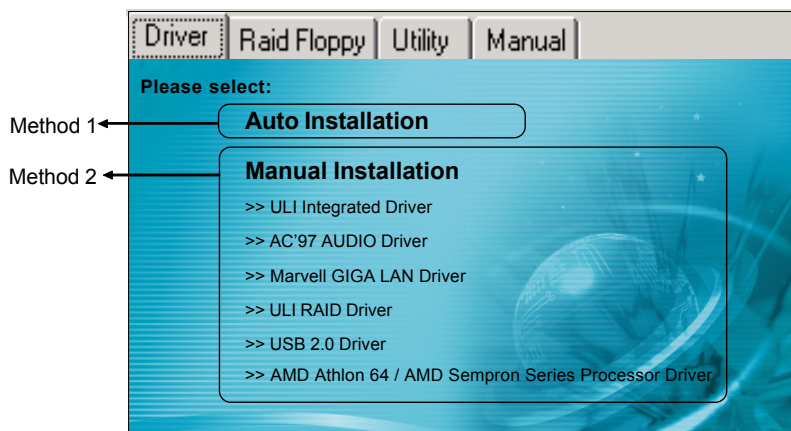 Driver Raid Floppy Utility Manual
Please select:
Method 1
Auto Installation
Method 2
Manual Installation
>> ULI Integrated Driver
>> AC'97 AUDIO Driver
>> Marvell GIGA LAN Driver
>> ULI RAID Driver
>> USB 2.0 Driver
>> AMD Athlon 64 / AMD Sempron Series Processor Driver